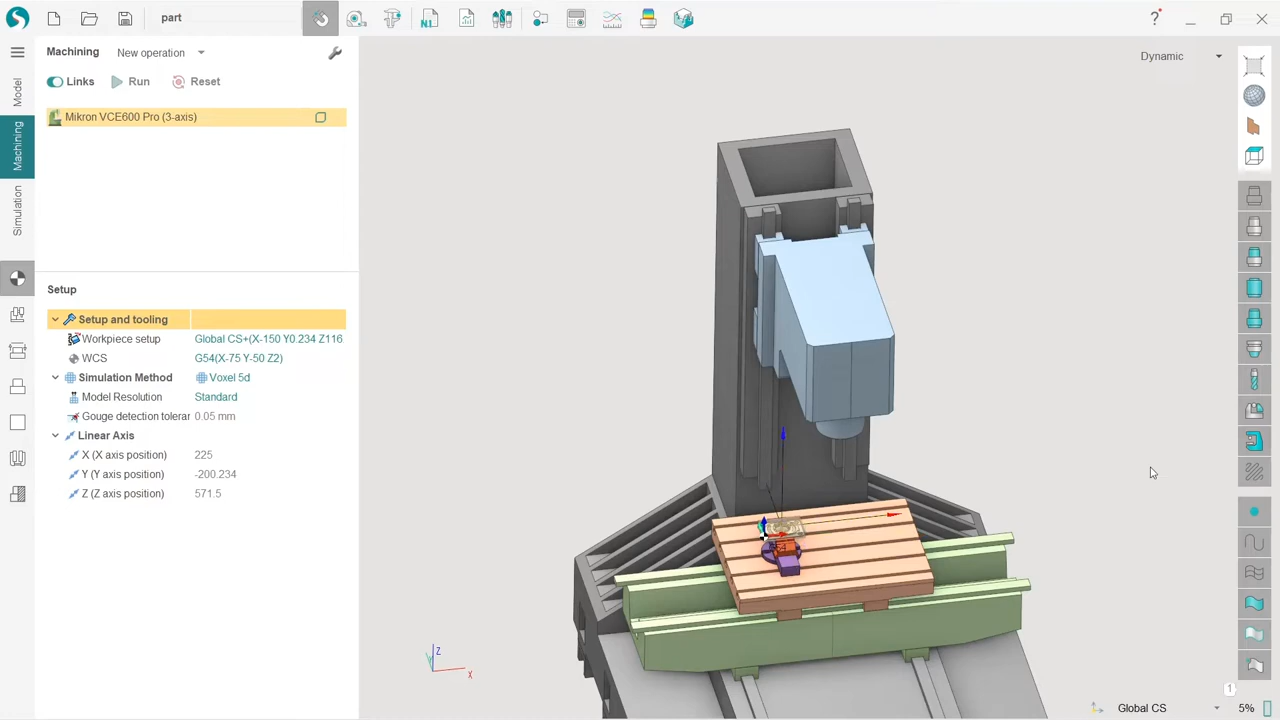 part
Machining
New operation
Dynamic
Links
Run
Reset
Model
Machining
Simulation
Mikron VCE600 Pro (3-axis)
Setup
Setup and tooling
Workpiece setup
Global CS+(X-150 Y0.234 Z116
WCS
G54(X-75 Y-50 Z2)
Simulation Method
Voxel 5d
Model Resolution
Standard
Gouge detection tolerar
0.05 mm
Linear Axis
X (X axis position)
225
Y (Y axis position)
-200.234
Z (Z axis position)
571.5
Z
Y
X
1
Global CS
5%